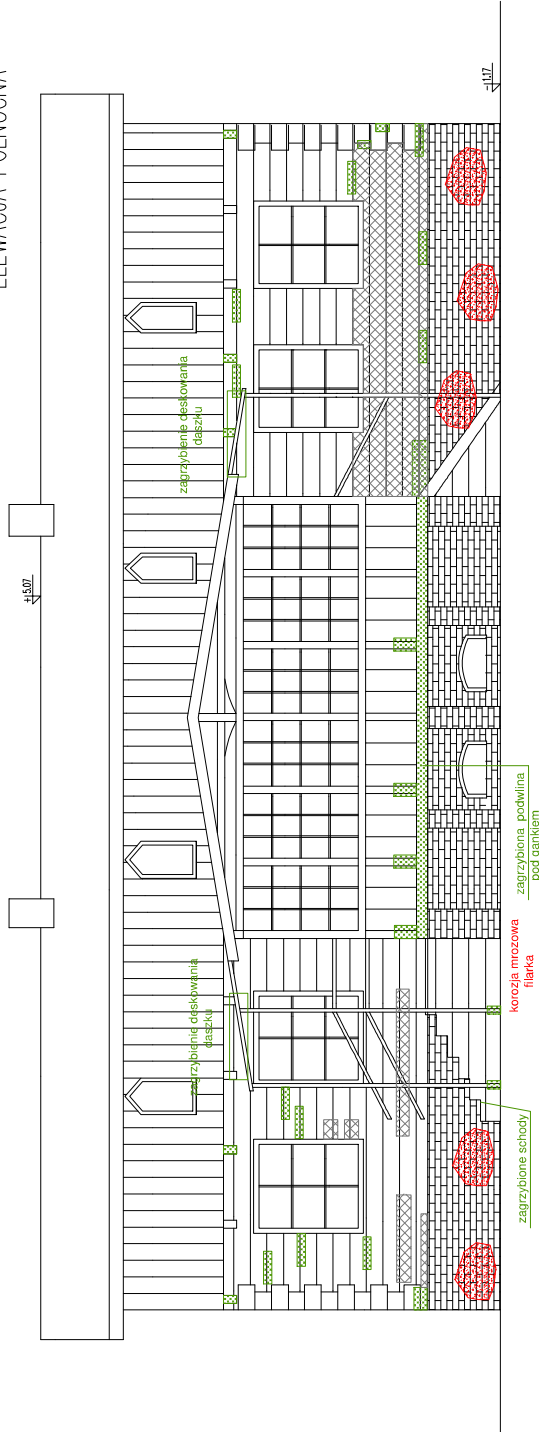 ELEWACJA PÓŁNOCNA
-1.17
+5.07
zagrzybienie deskowania
daszku
zagrzybienie deskowania
daszku
zagrzybiona podwlina
pod gankiem
korozja mrozowa
filarka
zagrzybione schody